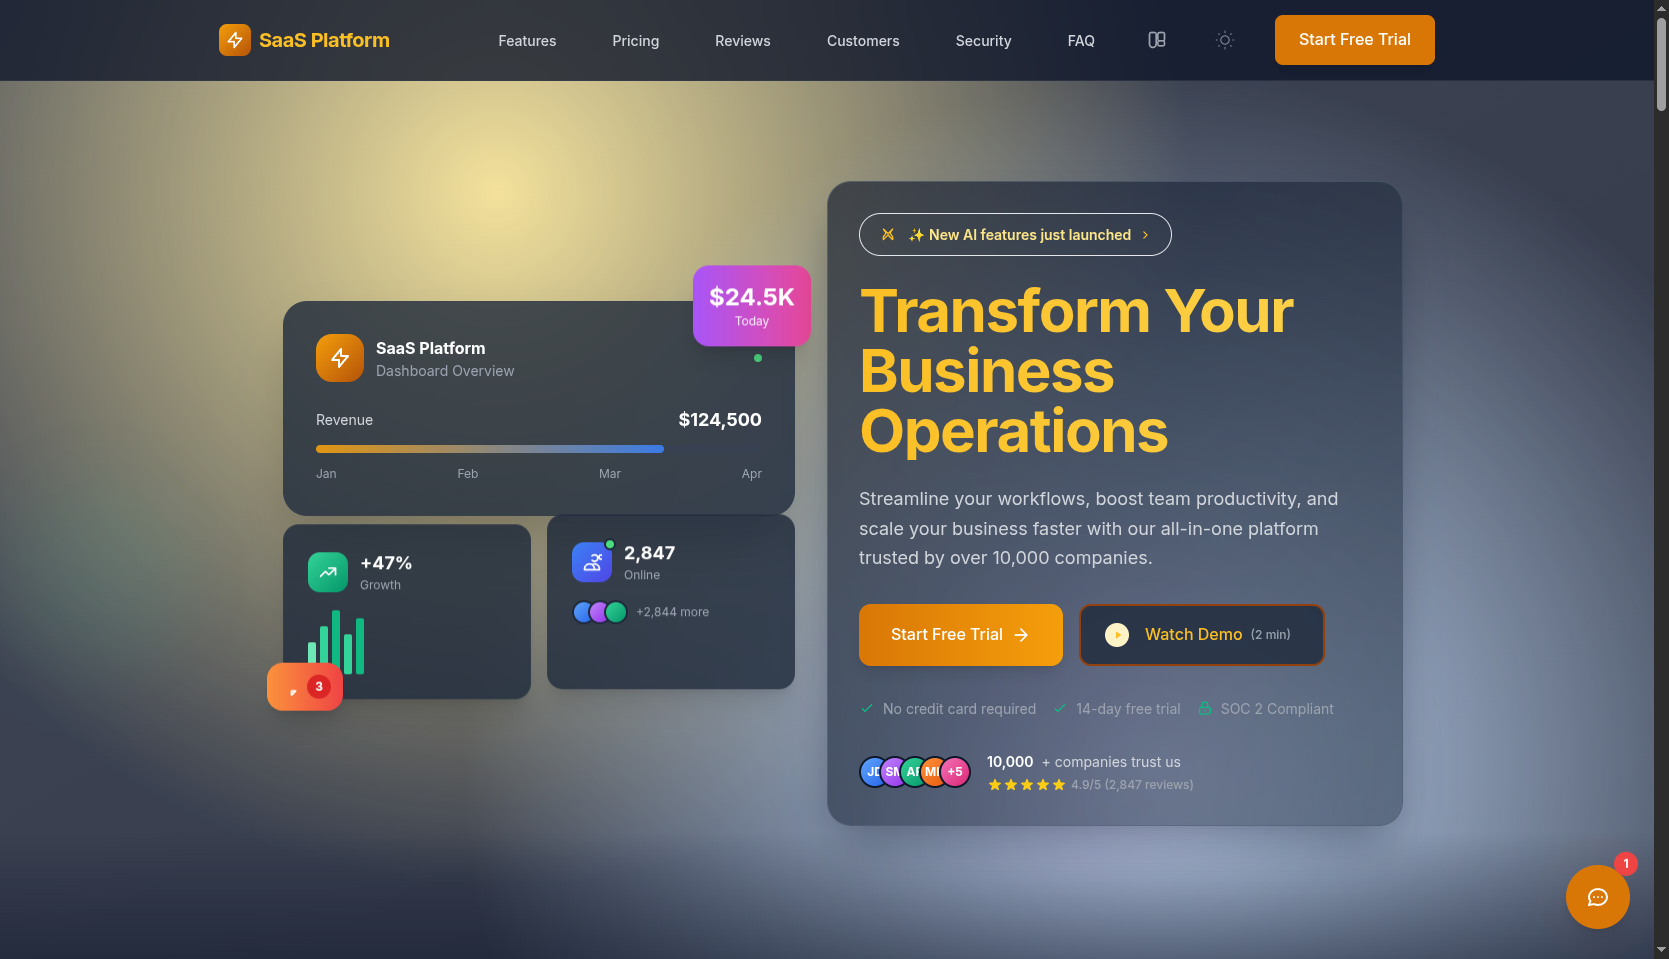 SaaS Platform
Features
Pricing
Reviews
Customers
Security
FAQ
Start Free Trial
$24.5K
Today
SaaS Platform
Dashboard Overview
Revenue
$124,500
Jan
Feb
Mar
Apr
+47%
Growth
2,847
Online
+2,844 more
3
✨ New AI features just launched
Transform Your
Business
Operations
Streamline your workflows, boost team productivity, and
scale your business faster with our all-in-one platform
trusted by over 10,000 companies.
Start Free Trial
Watch Demo (2 min)
No credit card required
14-day free trial
SOC 2 Compliant
+5
10,000 + companies trust us
4.9/5 (2,847 reviews)
1